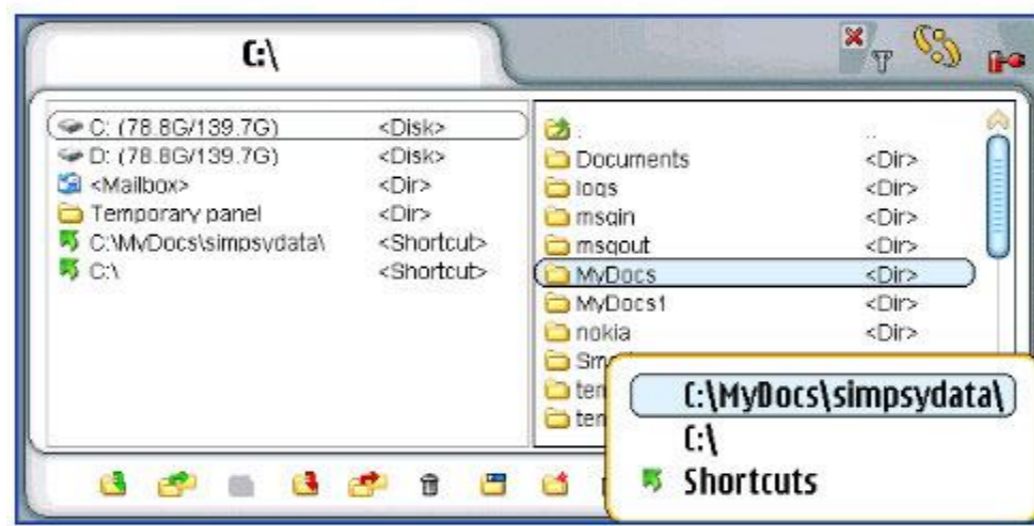 C:\
C: (78.8G/139.7G) <Disk>
D: (78.8G/139.7G) <Disk>
<Mailbox> <Dir>
Temporary panel <Dir>
C:\MyDocs\simpsydata\ <Shortcut>
C:\ <Shortcut>
. ..
Documents <Dir>
logs <Dir>
msgin <Dir>
msgout <Dir>
MyDocs <Dir>
MyDocs1 <Dir>
nokia <Dir>
C:\MyDocs\simpsydata\
C:\
Shortcuts